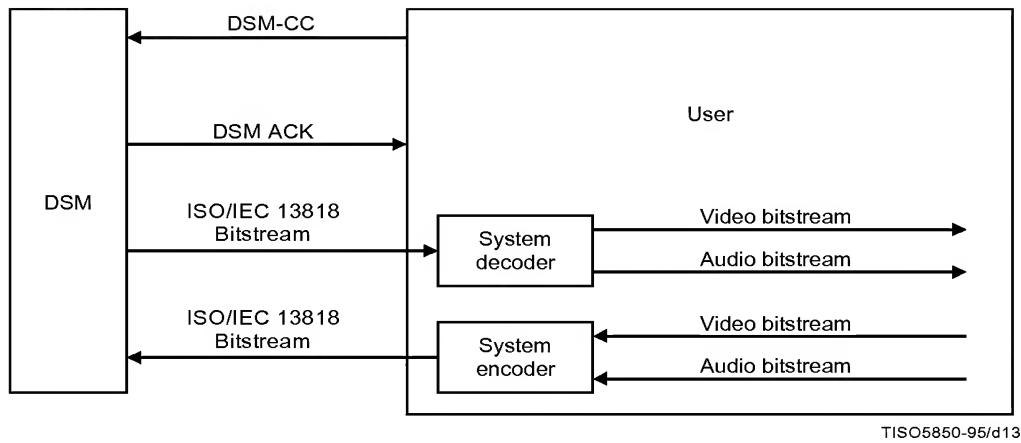 DSM-CC
User
DSM ACK
DSM
ISO/IEC 13818
Bitstream
System
decoder
Video bitstream
Audio bitstream
ISO/IEC 13818
Bitstream
System
encoder
Video bitstream
Audio bitstream
TISO5850-95/d13